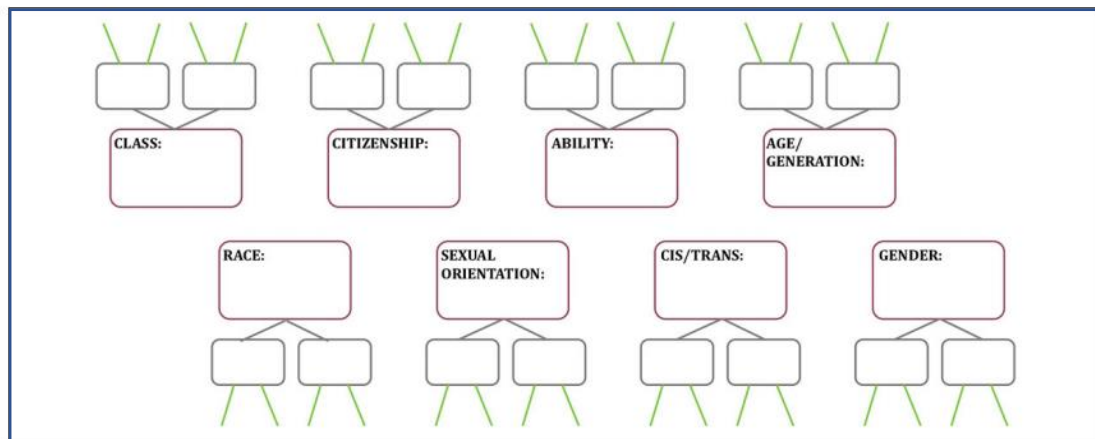 CLASS:
CITIZENSHIP:
ABILITY:
AGE/
GENERATION:
RACE:
SEXUAL
ORIENTATION:
CIS/TRANS:
GENDER: